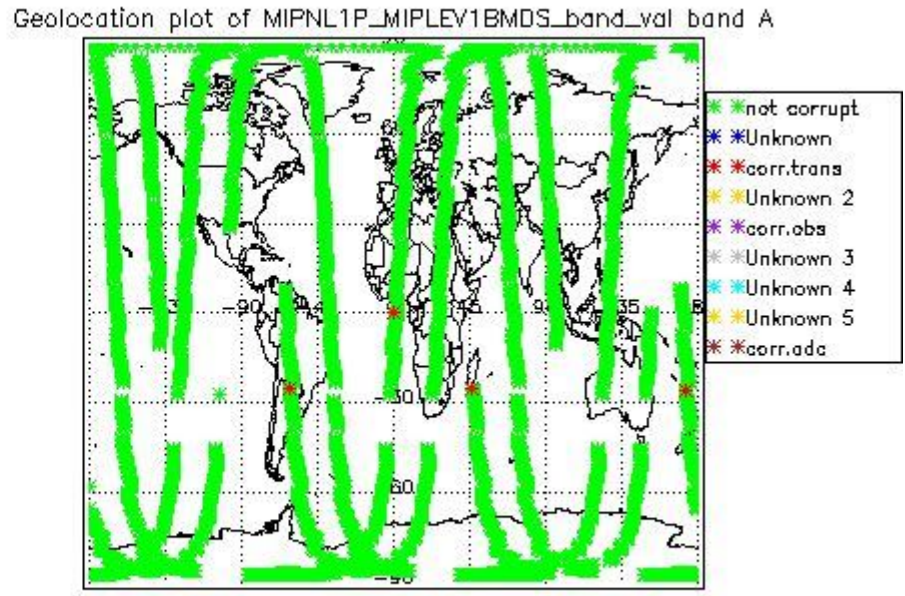 Geolocation plot of MIPNL1P_MIPLEV1BMDS_band_val band A
not corrupt
Unknown
corr.trans
Unknown 2
corr.obs
Unknown 3
Unknown 4
Unknown 5
corr.adc
-90
-30
-60
-90